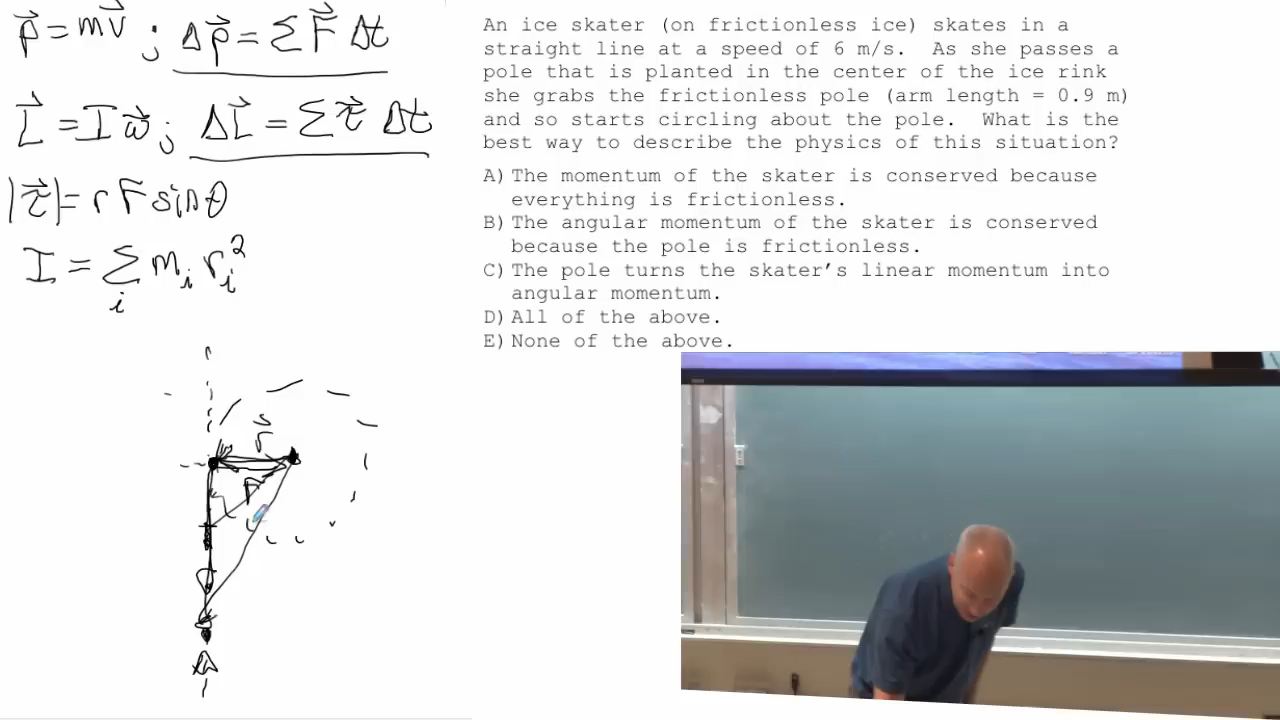 p⃗ = mv⃗ ; Δp⃗ = ΣF⃗ Δt
L⃗ = Iω⃗ ; ΔL⃗ = Στ⃗ Δt
|τ⃗| = r F sinθ
I = Σ_i m_i r_i²
r⃗
An ice skater (on frictionless ice) skates in a
straight line at a speed of 6 m/s. As she passes a
pole that is planted in the center of the ice rink
she grabs the frictionless pole (arm length = 0.9 m)
and so starts circling about the pole. What is the
best way to describe the physics of this situation?
A) The momentum of the skater is conserved because
everything is frictionless.
B) The angular momentum of the skater is conserved
because the pole is frictionless.
C) The pole turns the skater’s linear momentum into
angular momentum.
D) All of the above.
E) None of the above.